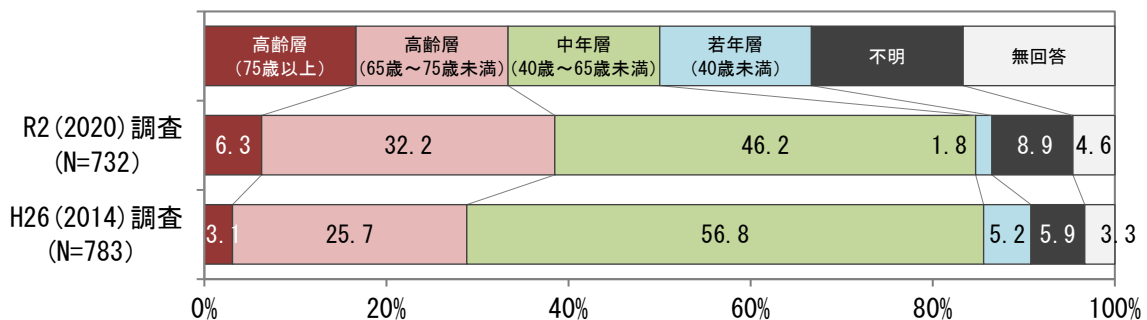 高齢層
(75歳以上)
高齢層
(65歳～75歳未満)
中年層
(40歳～65歳未満)
若年層
(40歳未満)
不明
無回答
R2(2020)調査
(N=732)
6.3 32.2 46.2 1.8 8.9 4.6
H26(2014)調査
(N=783)
3.1 25.7 56.8 5.2 5.9 3.3
0% 20% 40% 60% 80% 100%